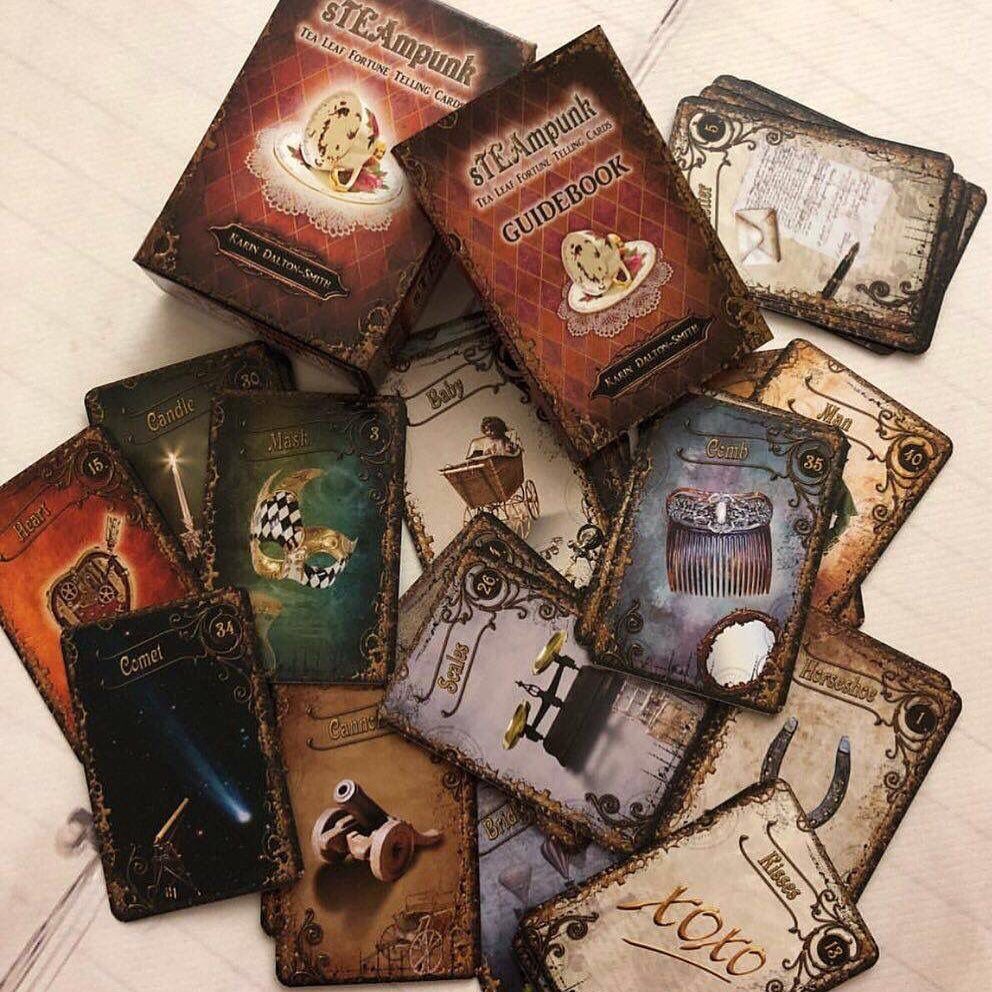 sTEAmpunk
TEA LEAF FORTUNE TELLING CARDS
KARIN DALTON-SMITH
sTEAmpunk
TEA LEAF FORTUNE TELLING CARDS
GUIDEBOOK
KARIN DALTON-SMITH
5
Candle
30
Mask
3
Baby
Comb
35
Man
40
Heart
15
Comet
34
Scales
26
Horseshoe
1
Kisses
13
XOXO